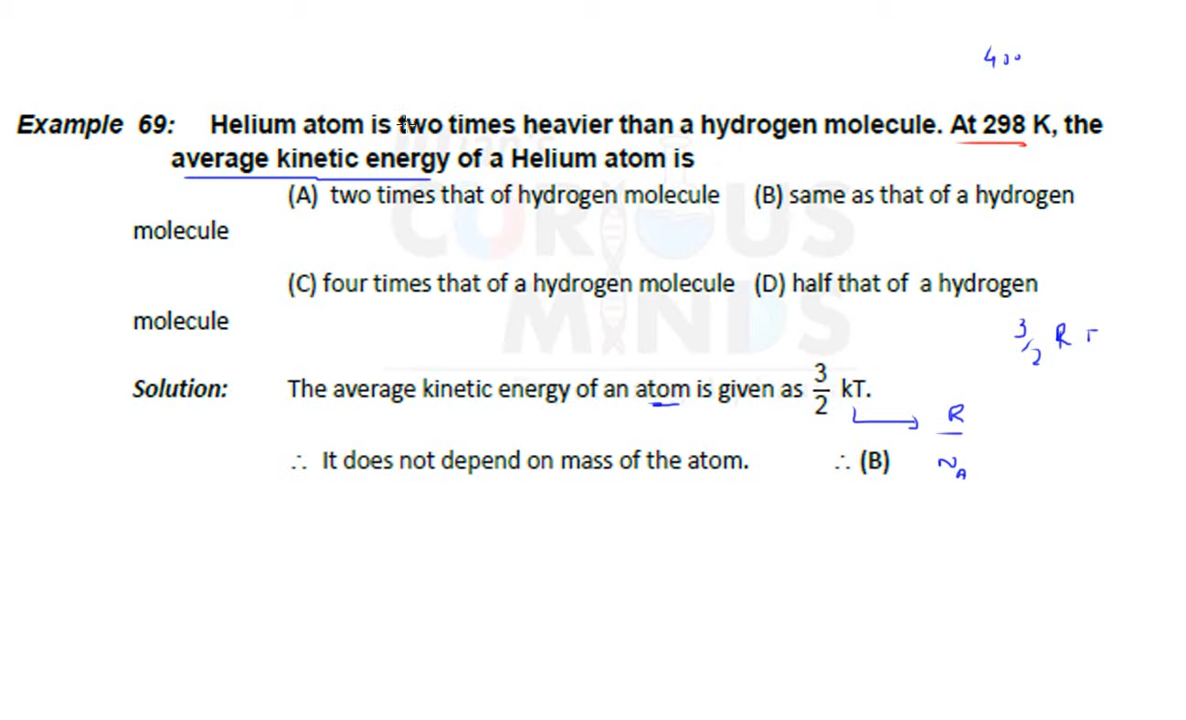 400
Example 69: Helium atom is two times heavier than a hydrogen molecule. At 298 K, the
average kinetic energy of a Helium atom is
(A) two times that of hydrogen molecule (B) same as that of a hydrogen
molecule
(C) four times that of a hydrogen molecule (D) half that of a hydrogen
molecule
CURIOUS
MINDS
3/2 R T
Solution: The average kinetic energy of an atom is given as 3/2 kT.
R
∴ It does not depend on mass of the atom. ∴ (B) N_A